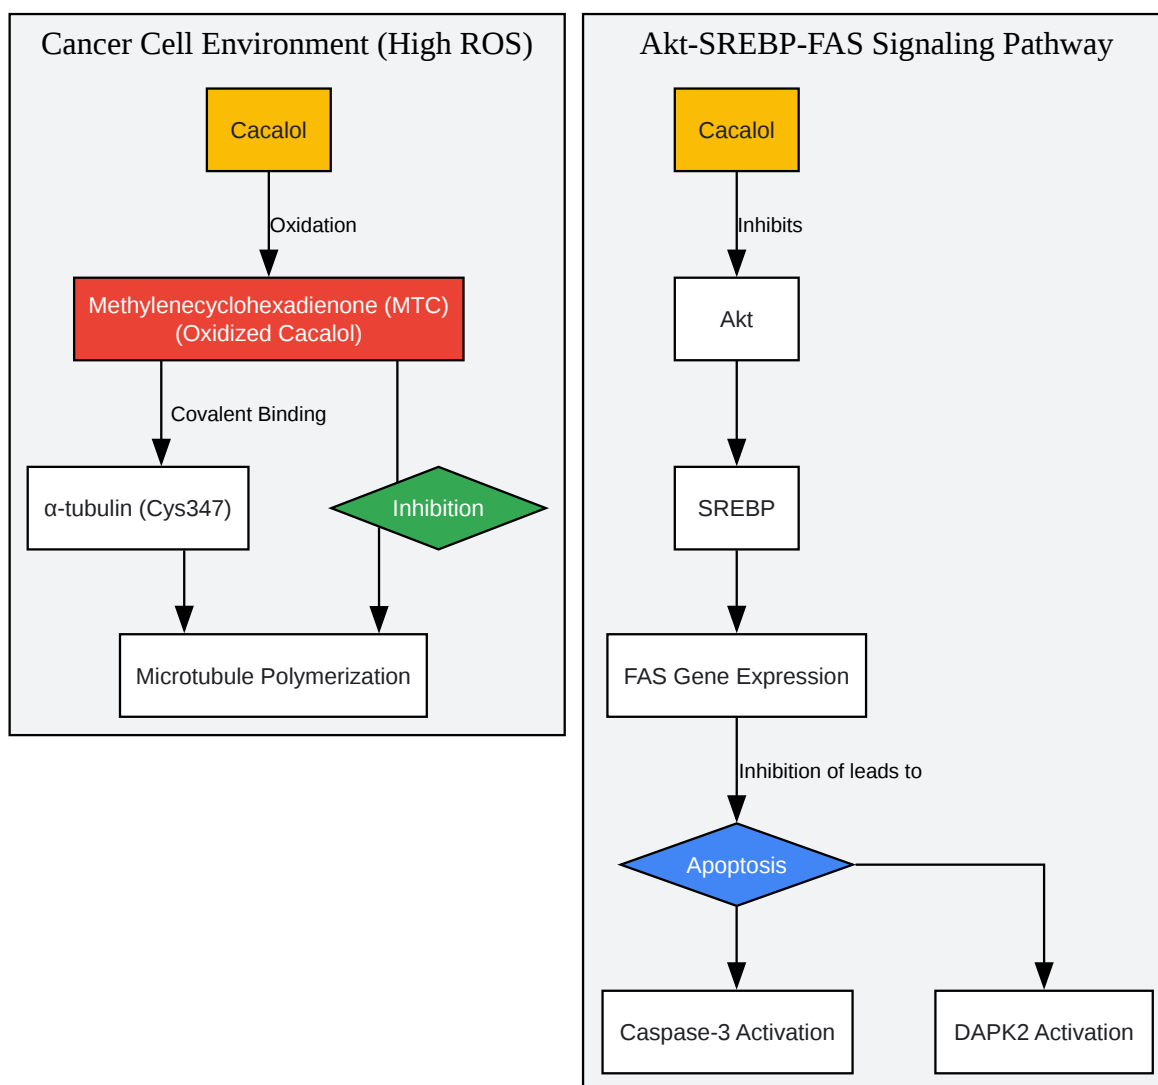 Cancer Cell Environment (High ROS)
Cacalol
Oxidation
Methylenecyclohexadienone (MTC)
(Oxidized Cacalol)
Covalent Binding
α-tubulin (Cys347)
Inhibition
Microtubule Polymerization
Akt-SREBP-FAS Signaling Pathway
Cacalol
Inhibits
Akt
SREBP
FAS Gene Expression
Inhibition of leads to
Apoptosis
Caspase-3 Activation
DAPK2 Activation